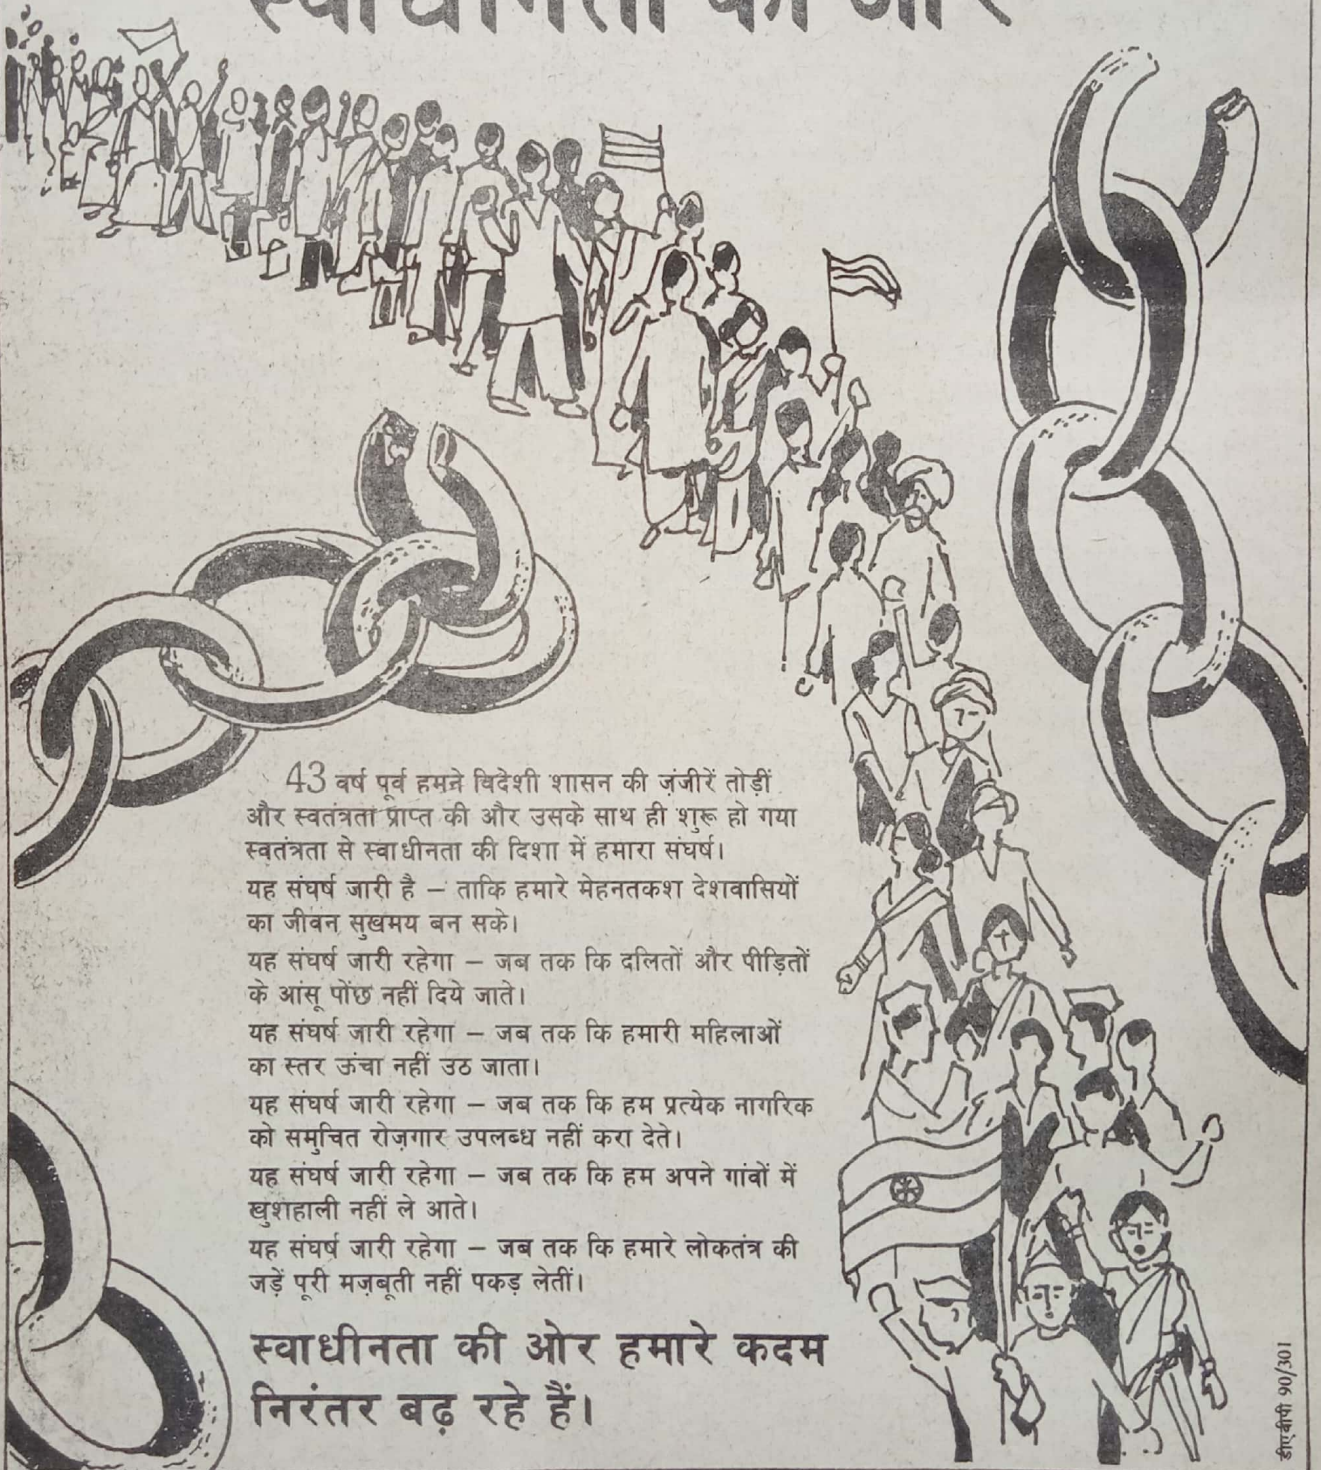 स्वाधीनता की ओर
43 वर्ष पूर्व हमने विदेशी शासन की ज़ंजीरें तोड़ीं
और स्वतंत्रता प्राप्त की और उसके साथ ही शुरू हो गया
स्वतंत्रता से स्वाधीनता की दिशा में हमारा संघर्ष।
यह संघर्ष जारी है – ताकि हमारे मेहनतकश देशवासियों
का जीवन सुखमय बन सके।
यह संघर्ष जारी रहेगा – जब तक कि दलितों और पीड़ितों
के आंसू पोंछ नहीं दिये जाते।
यह संघर्ष जारी रहेगा – जब तक कि हमारी महिलाओं
का स्तर ऊंचा नहीं उठ जाता।
यह संघर्ष जारी रहेगा – जब तक कि हम प्रत्येक नागरिक
को समुचित रोज़गार उपलब्ध नहीं करा देते।
यह संघर्ष जारी रहेगा – जब तक कि हम अपने गांवों में
खुशहाली नहीं ले आते।
यह संघर्ष जारी रहेगा – जब तक कि हमारे लोकतंत्र की
जड़ें पूरी मज़बूती नहीं पकड़ लेतीं।
स्वाधीनता की ओर हमारे कदम
निरंतर बढ़ रहे हैं।
डीएवीपी 90/301